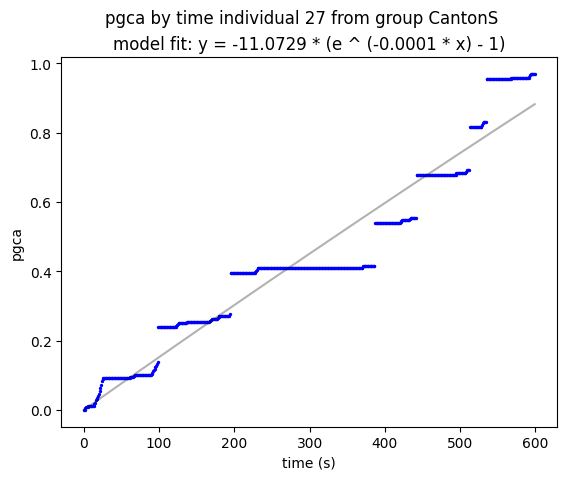 pgca by time individual 27 from group CantonS
model fit: y = -11.0729 * (e ^ (-0.0001 * x) - 1)
1.0
0.8
0.6
0.4
0.2
0.0
pgca
0 100 200 300 400 500 600
time (s)